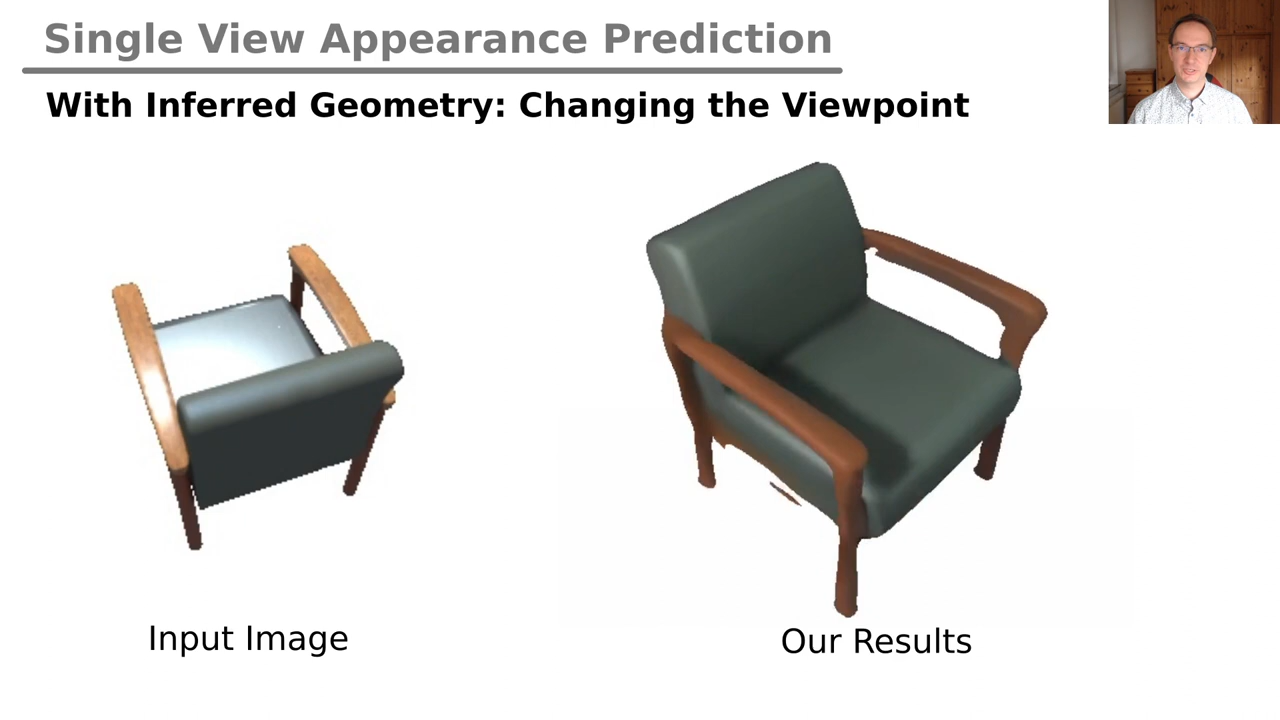 Single View Appearance Prediction
With Inferred Geometry: Changing the Viewpoint
Input Image
Our Results